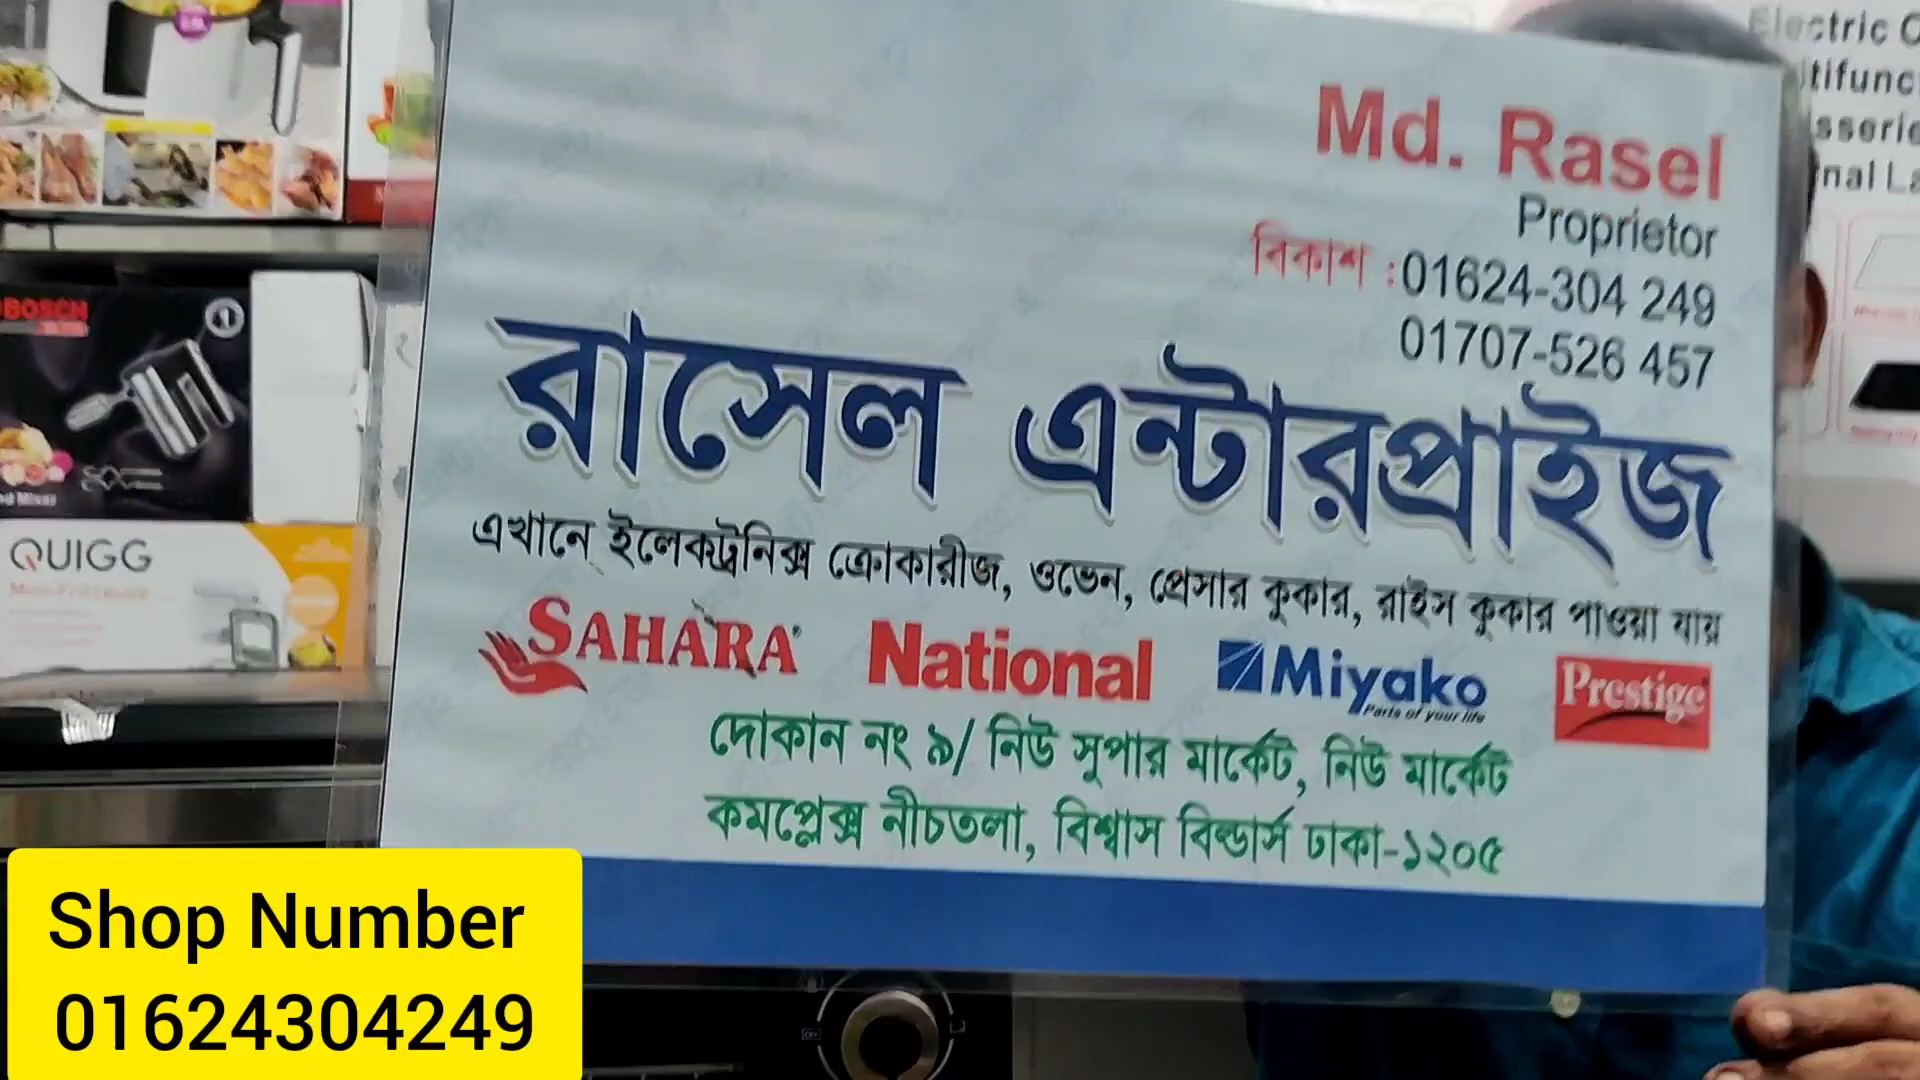 Md. Rasel
Proprietor
বিকাশ :01624-304 249
01707-526 457
রাসেল এন্টারপ্রাইজ
এখানে ইলেকট্রনিক্স ক্রোকারীজ, ওভেন, প্রেসার কুকার, রাইস কুকার পাওয়া যায়
SAHARA
National
Miyako
Parts of your life
Prestige
দোকান নং ৯/ নিউ সুপার মার্কেট, নিউ মার্কেট
কমপ্লেক্স নীচতলা, বিশ্বাস বিল্ডার্স ঢাকা-১২০৫
BOSCH
QUIGG
Electric
Shop Number
01624304249